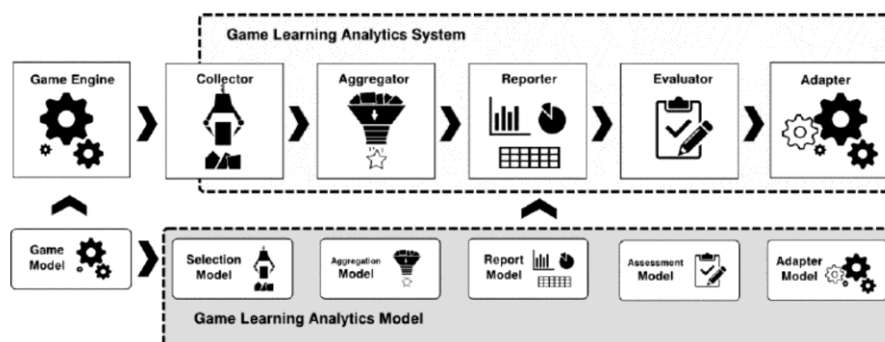 Game Learning Analytics System
Game Engine
Collector
Aggregator
Reporter
Evaluator
Adapter
Game
Model
Selection
Model
Aggregation
Model
Report
Model
Assessment
Model
Adapter
Model
Game Learning Analytics Model